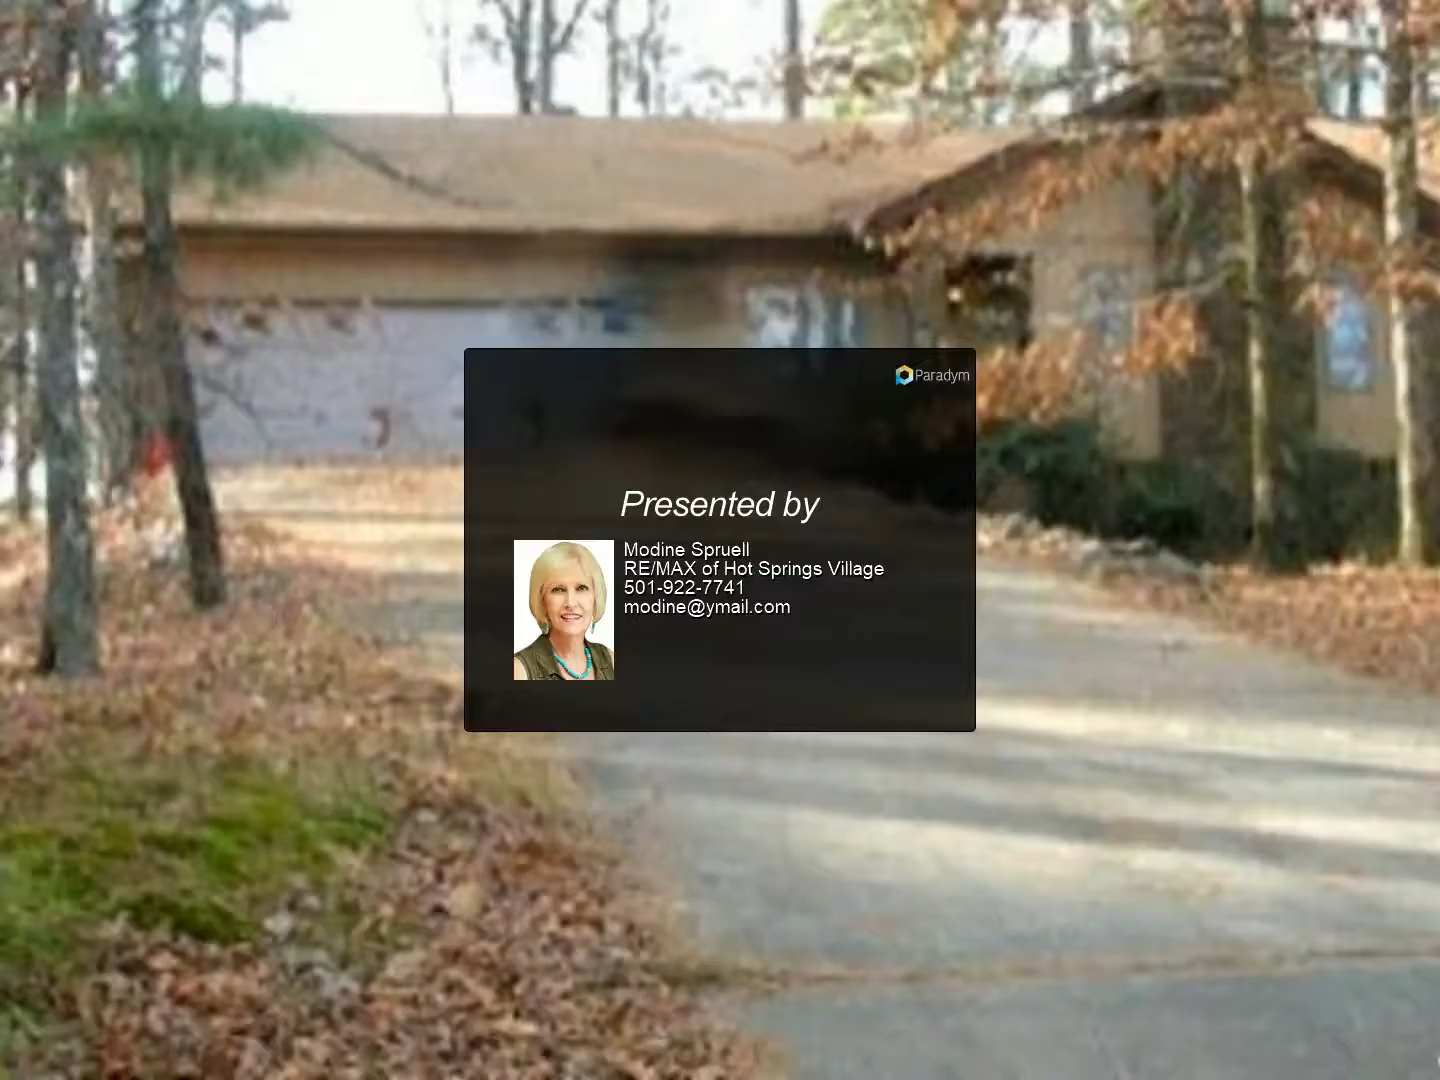 Paradym
Presented by
Modine Spruell
RE/MAX of Hot Springs Village
501-922-7741
modine@ymail.com